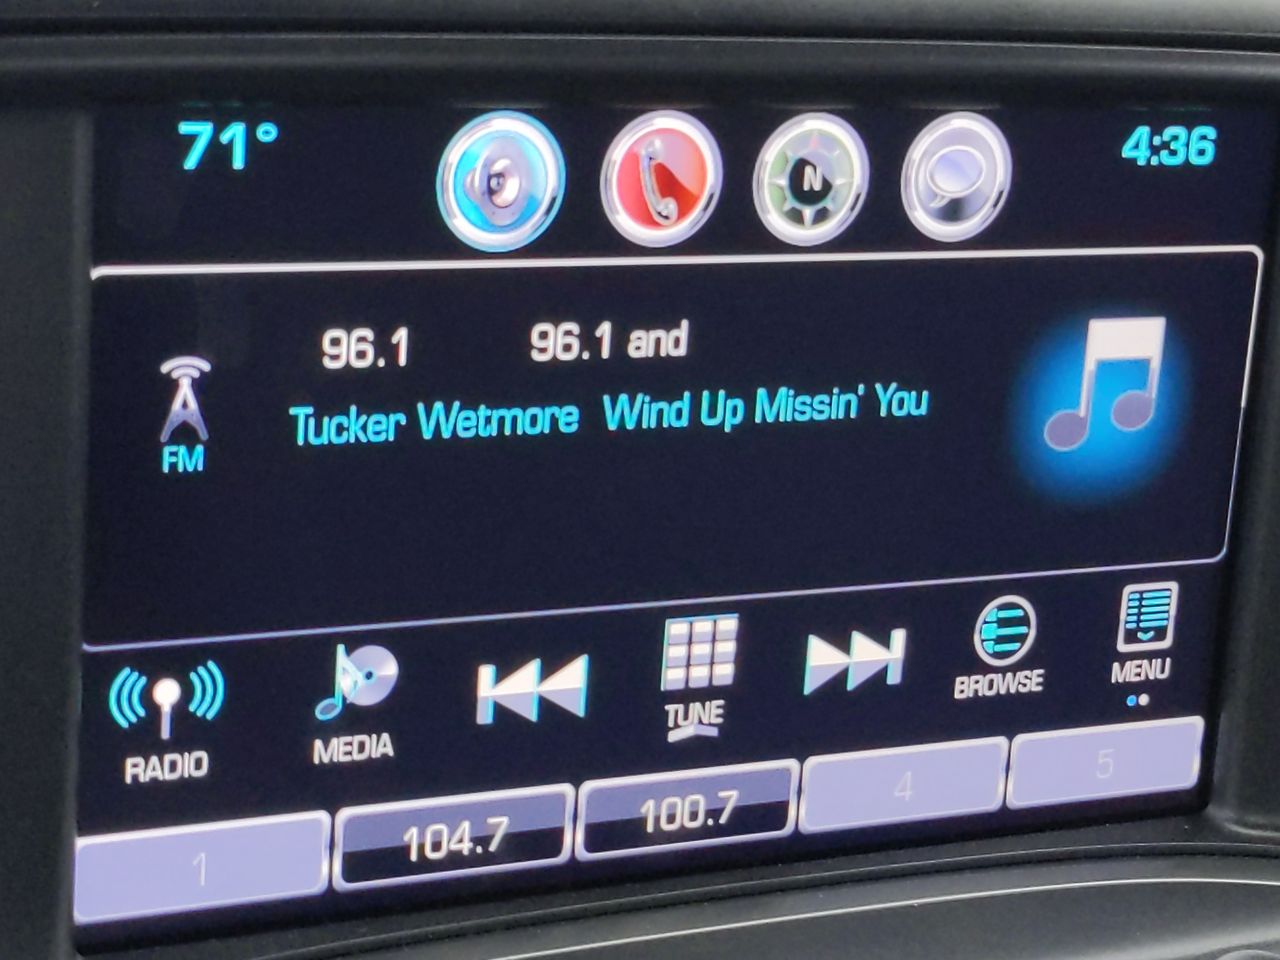 71° 4:36
N
96.1 96.1 and
Tucker Wetmore Wind Up Missin' You
FM
RADIO MEDIA TUNE BROWSE MENU
1 104.7 100.7 4 5